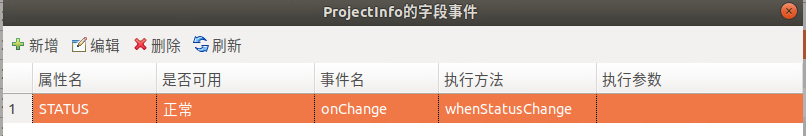 ProjectInfo的字段事件
新增 编辑 删除 刷新
属性名 是否可用 事件名 执行方法 执行参数
1 STATUS 正常 onChange whenStatusChange